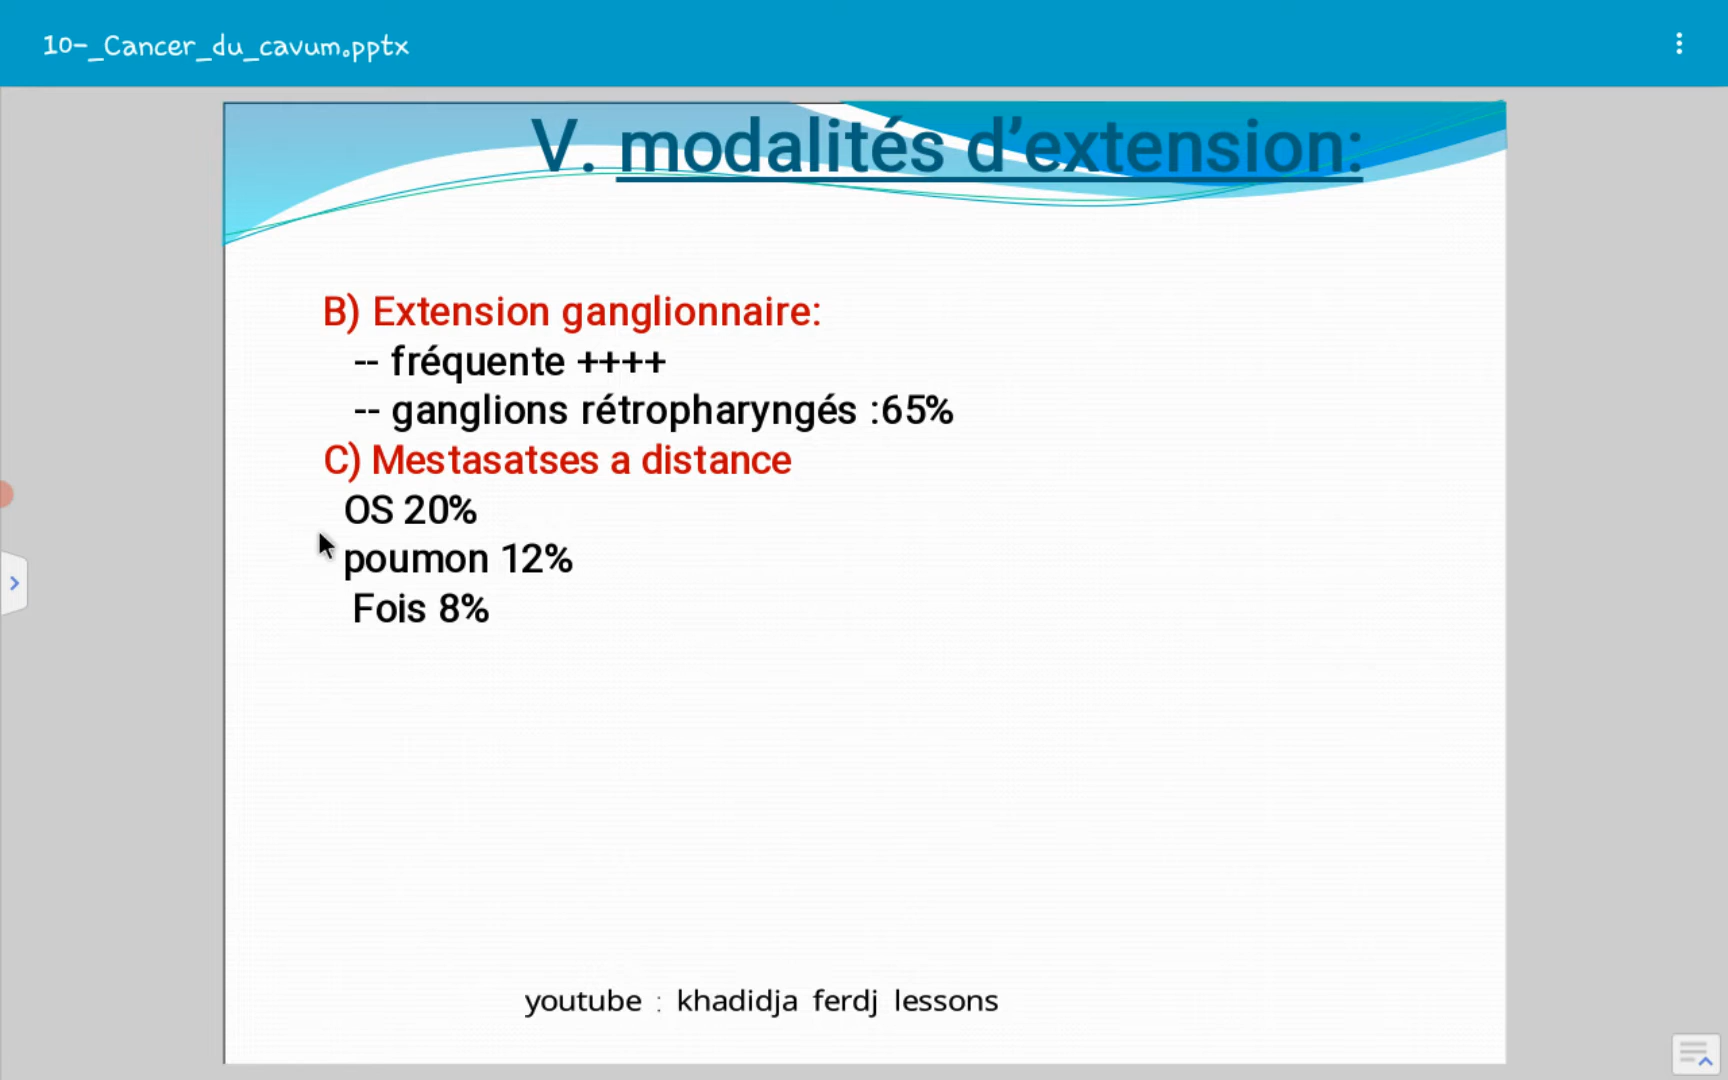 10-_Cancer_du_cavum.pptx
V. modalités d’extension:
B) Extension ganglionnaire:
-- fréquente ++++
-- ganglions rétropharyngés :65%
C) Mestasatses a distance
OS 20%
poumon 12%
Fois 8%
youtube : khadidja ferdj lessons